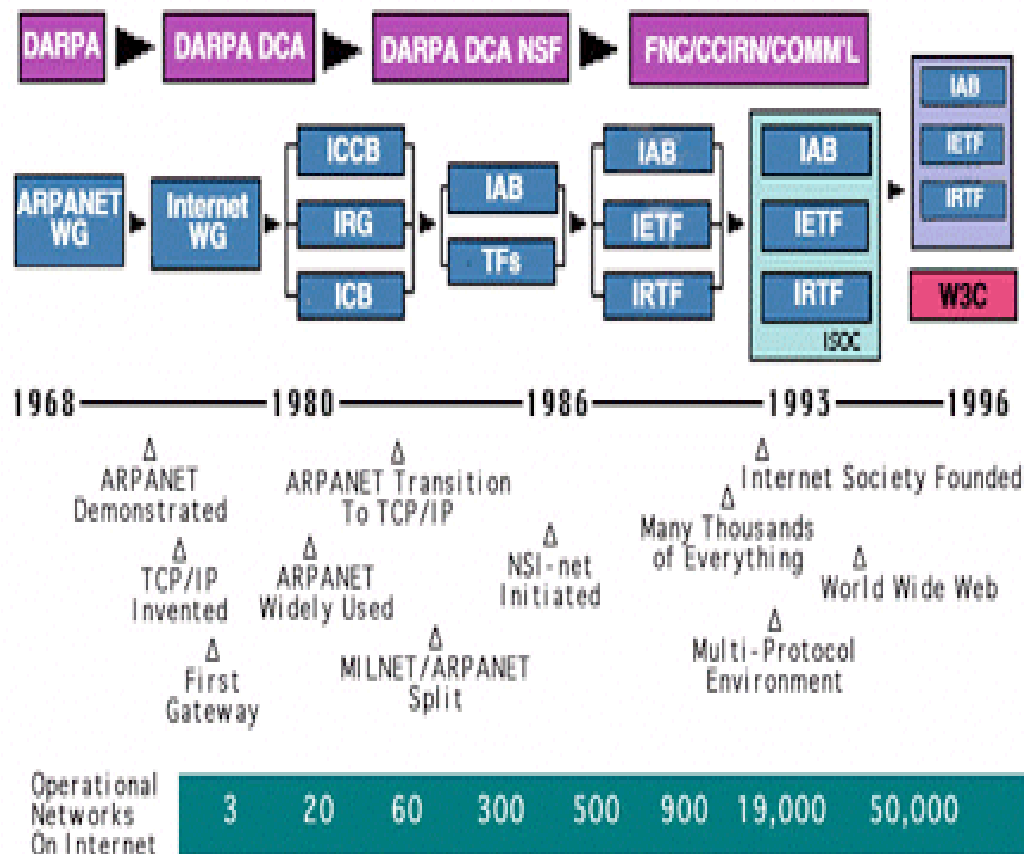 DARPA
DARPA DCA
DARPA DCA NSF
FNC/CCIRN/COMM'L
ARPANET
WG
Internet
WG
ICCB
IRG
ICB
IAB
TFs
IAB
IETF
IRTF
IAB
IETF
IRTF
ISOC
IAB
IETF
IRTF
W3C
1968
1980
1986
1993
1996
ARPANET
Demonstrated
ARPANET Transition
To TCP/IP
Internet Society Founded
TCP/IP
Invented
ARPANET
Widely Used
NSI-net
Initiated
Many Thousands
of Everything
World Wide Web
First
Gateway
MILNET/ARPANET
Split
Multi-Protocol
Environment
Operational
Networks
On Internet
3 20 60 300 500 900 19,000 50,000